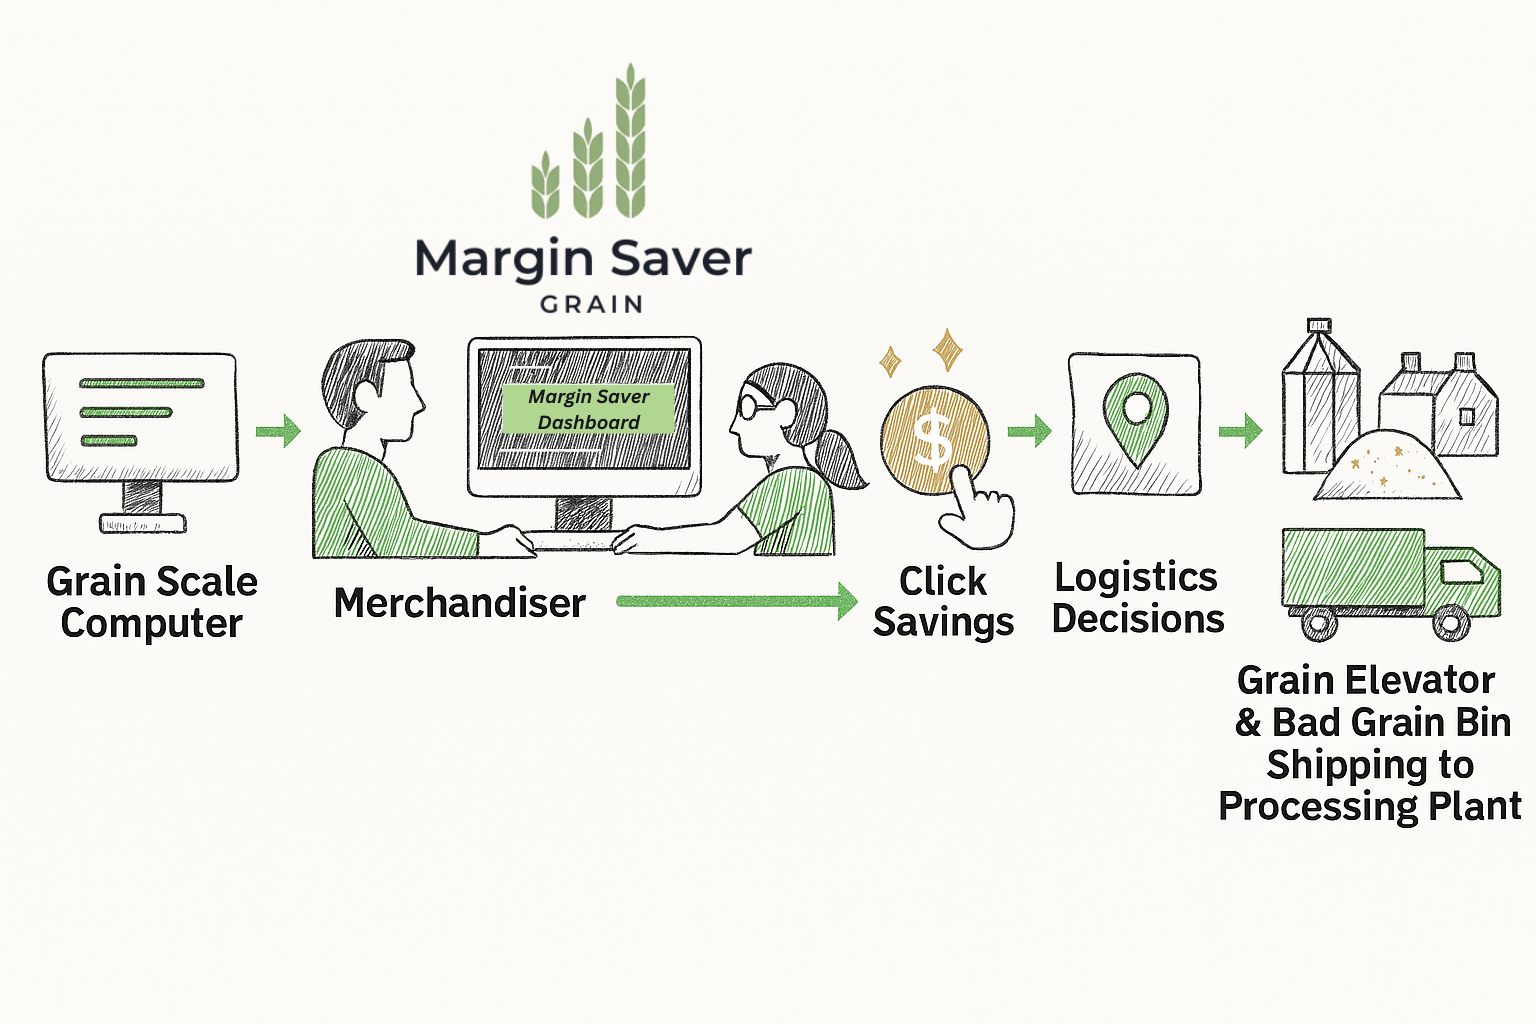 Margin Saver
GRAIN
Margin Saver
Dashboard
$
Grain Scale
Computer
Merchandiser
Click
Savings
Logistics
Decisions
Grain Elevator
& Bad Grain Bin
Shipping to
Processing Plant